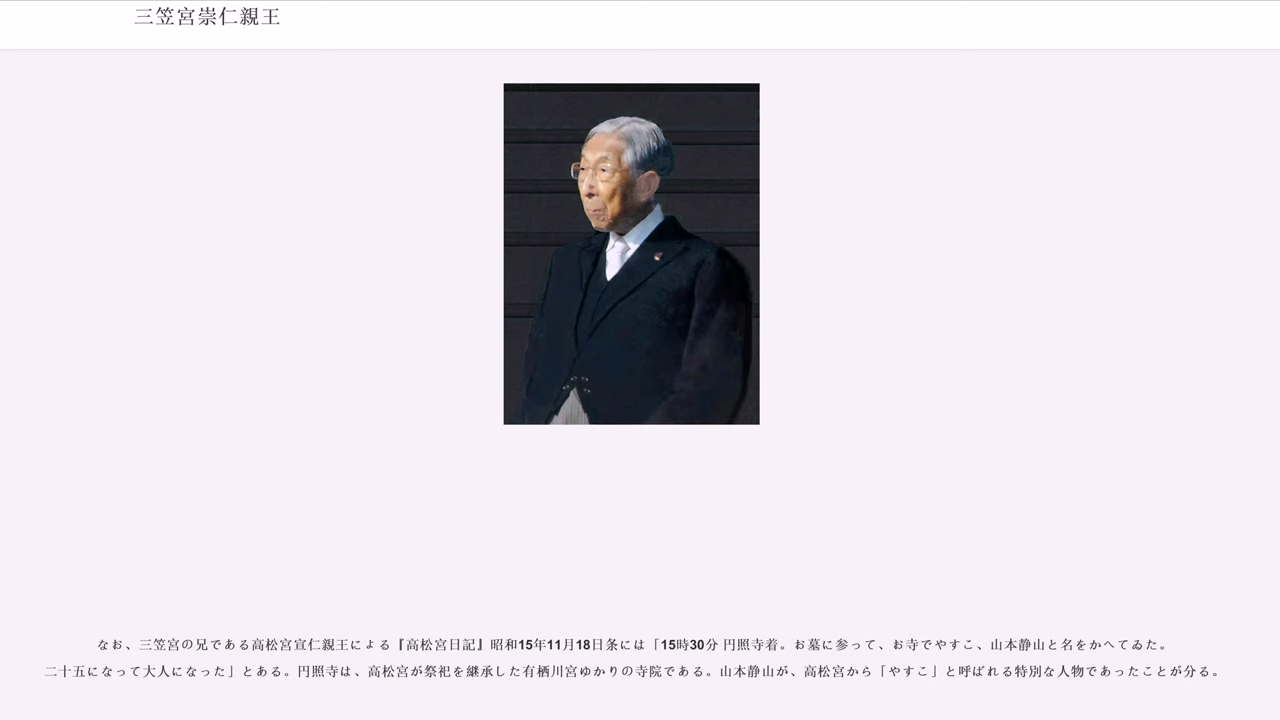 三笠宮崇仁親王
なお、三笠宮の兄である高松宮宣仁親王による『高松宮日記』昭和15年11月18日条には「15時30分 円照寺着。お墓に参って、お寺でやすこ、山本静山と名をかへてゐた。
二十五になって大人になった」とある。円照寺は、高松宮が祭祀を継承した有栖川宮ゆかりの寺院である。山本静山が、高松宮から「やすこ」と呼ばれる特別な人物であったことが分る。